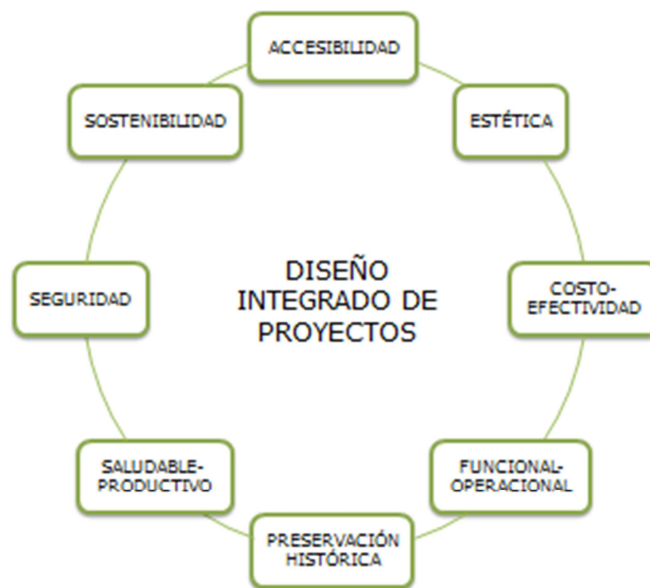 ACCESIBILIDAD
SOSTENIBILIDAD
ESTÉTICA
SEGURIDAD
DISEÑO
INTEGRADO DE
PROYECTOS
COSTO-
EFECTIVIDAD
SALUDABLE-
PRODUCTIVO
FUNCIONAL-
OPERACIONAL
PRESERVACIÓN
HISTÓRICA